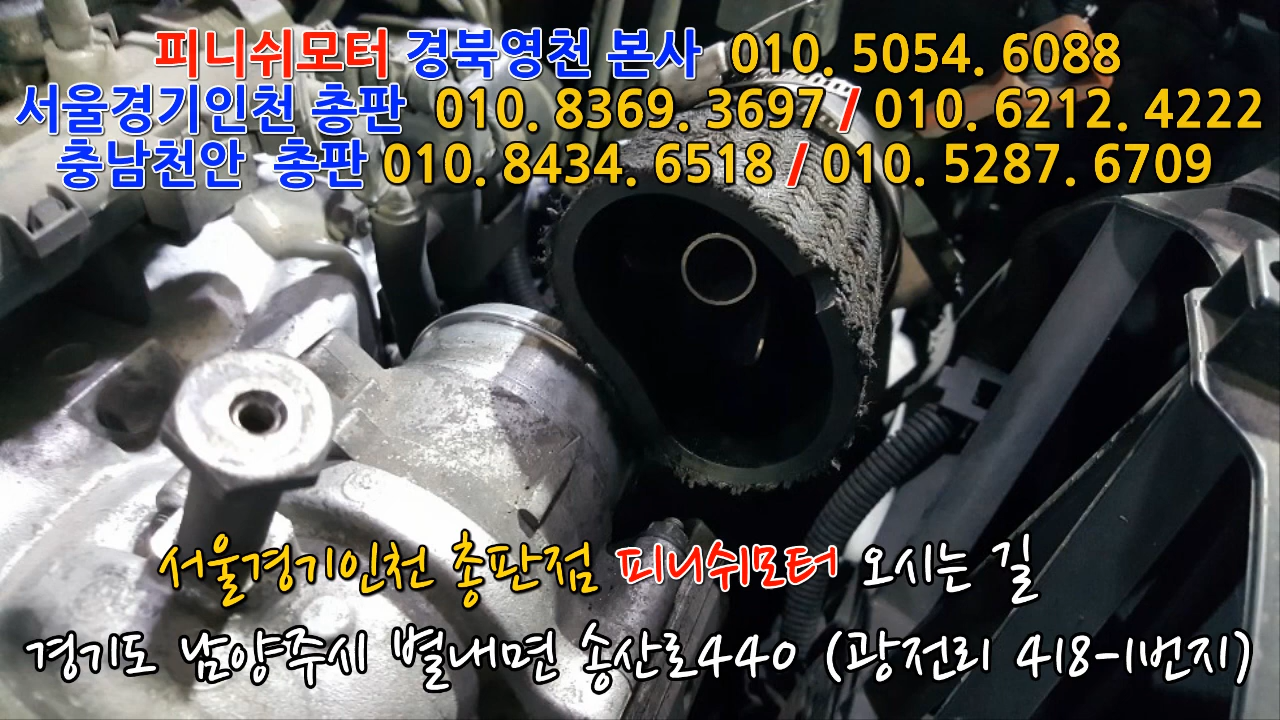 피니쉬모터 경북영천 본사 010. 5054. 6088
서울경기인천 총판 010. 8369. 3697 / 010. 6212. 4222
충남천안 총판 010. 8434. 6518 / 010. 5287. 6709
서울경기인천 총판점 피니쉬모터 오시는 길
경기도 남양주시 별내면 송산로440 (광전리 418-1번지)